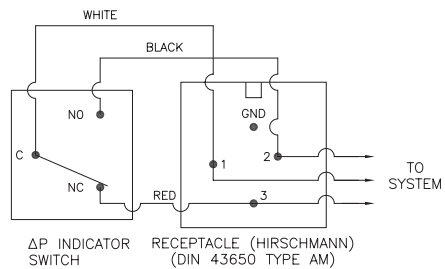 WHITE
BLACK
NO
GND
C
1
2
NC
RED
3
TO
SYSTEM
ΔP INDICATOR
SWITCH
RECEPTACLE (HIRSCHMANN)
(DIN 43650 TYPE AM)